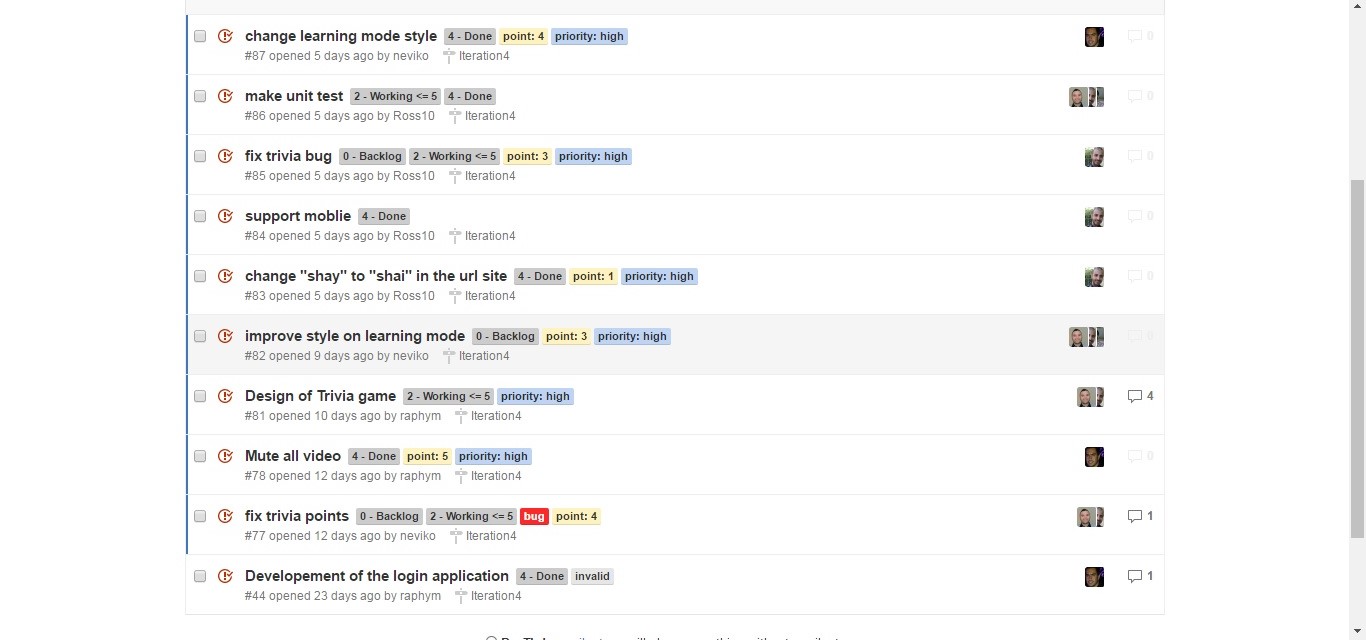 change learning mode style 4 - Done point: 4 priority: high 0
#87 opened 5 days ago by neviko Iteration4
make unit test 2 - Working <= 5 4 - Done 0
#86 opened 5 days ago by Ross10 Iteration4
fix trivia bug 0 - Backlog 2 - Working <= 5 point: 3 priority: high 0
#85 opened 5 days ago by Ross10 Iteration4
support moblie 4 - Done 0
#84 opened 5 days ago by Ross10 Iteration4
change "shay" to "shai" in the url site 4 - Done point: 1 priority: high 0
#83 opened 5 days ago by Ross10 Iteration4
improve style on learning mode 0 - Backlog point: 3 priority: high 0
#82 opened 9 days ago by neviko Iteration4
Design of Trivia game 2 - Working <= 5 priority: high 4
#81 opened 10 days ago by raphym Iteration4
Mute all video 4 - Done point: 5 priority: high 0
#78 opened 12 days ago by raphym Iteration4
fix trivia points 0 - Backlog 2 - Working <= 5 bug point: 4 1
#77 opened 12 days ago by neviko Iteration4
Developement of the login application 4 - Done invalid 1
#44 opened 23 days ago by raphym Iteration4